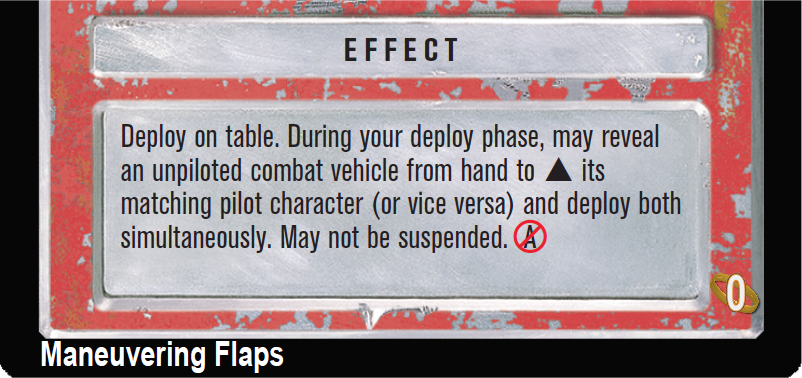 EFFECT
Deploy on table. During your deploy phase, may reveal
an unpiloted combat vehicle from hand to ▲ its
matching pilot character (or vice versa) and deploy both
simultaneously. May not be suspended. A
0
Maneuvering Flaps